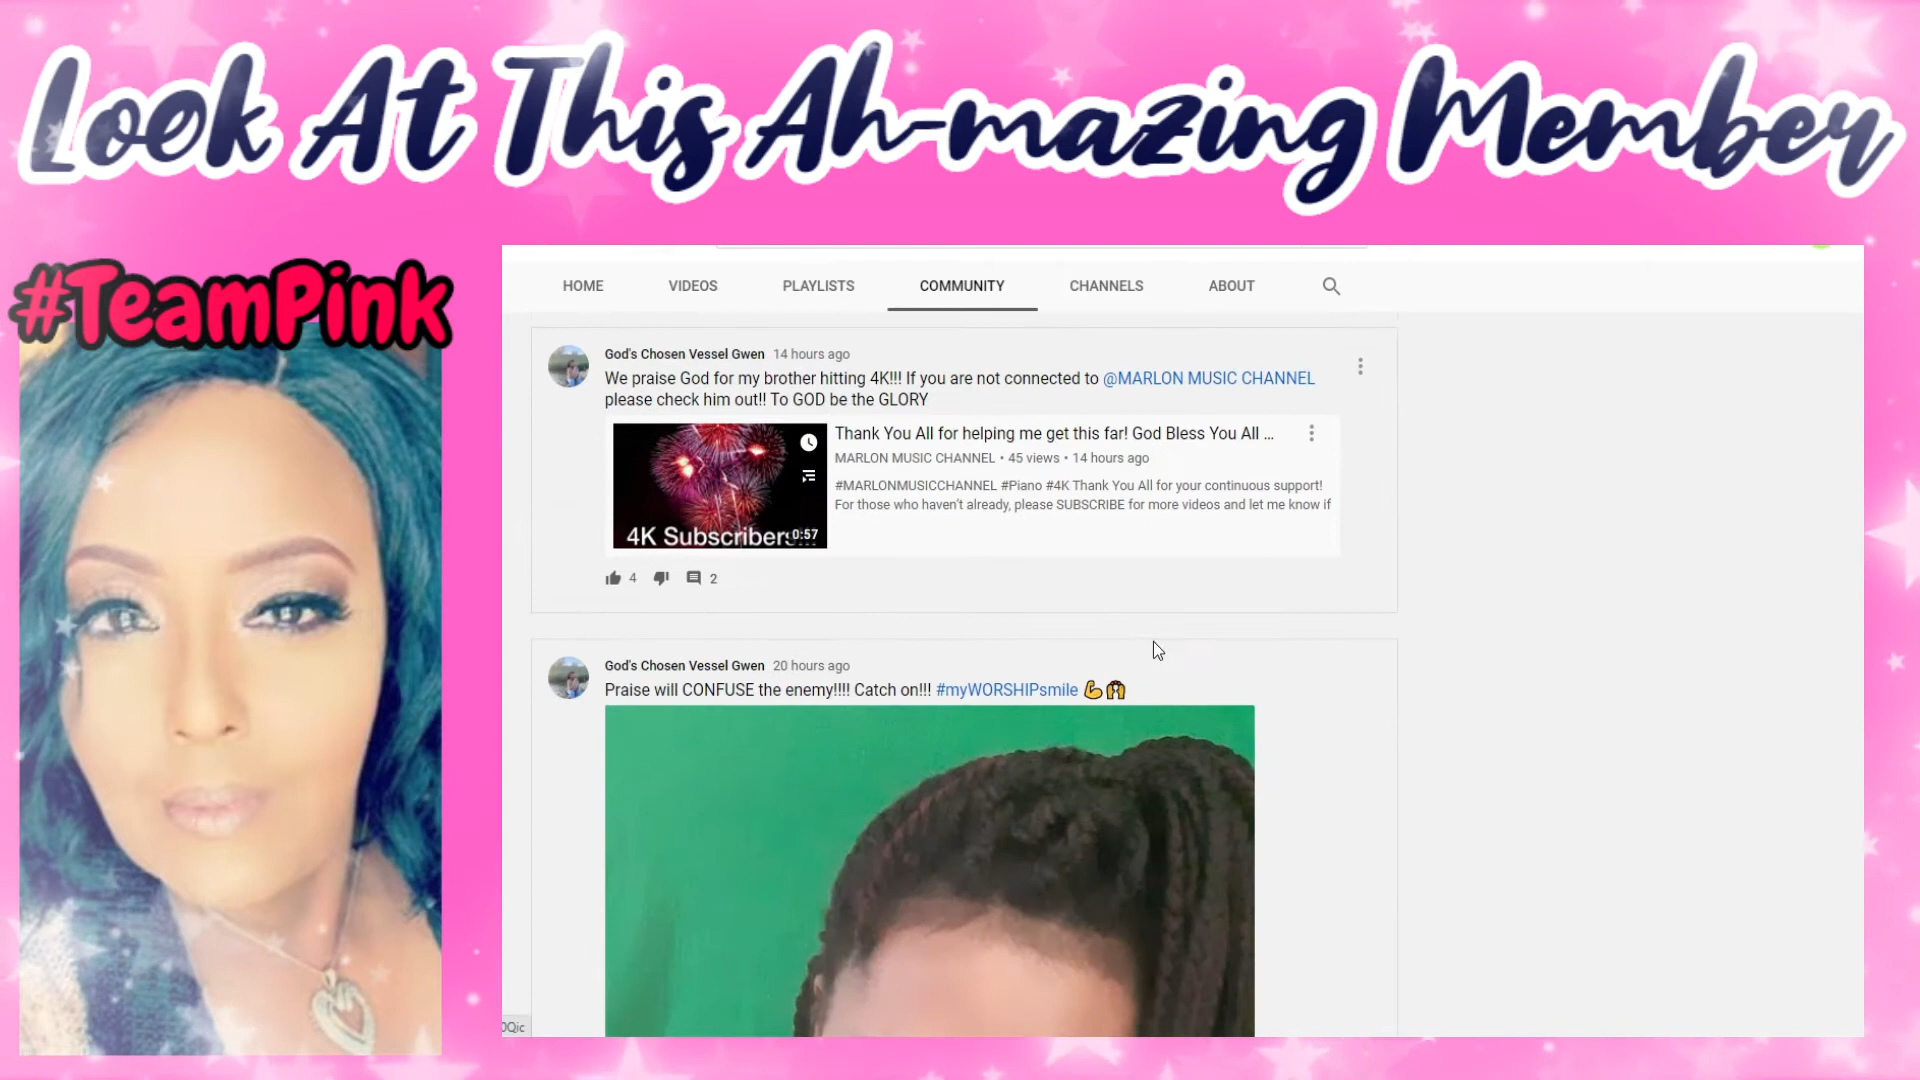 Look At This Ah-mazing Member
#TeamPink
HOME VIDEOS PLAYLISTS COMMUNITY CHANNELS ABOUT
God's Chosen Vessel Gwen 14 hours ago
We praise God for my brother hitting 4K!!! If you are not connected to @MARLON MUSIC CHANNEL
please check him out!! To GOD be the GLORY
Thank You All for helping me get this far! God Bless You All ...
MARLON MUSIC CHANNEL • 45 views • 14 hours ago
#MARLONMUSICCHANNEL #Piano #4K Thank You All for your continuous support!
For those who haven't already, please SUBSCRIBE for more videos and let me know if
4K Subscribers
0:57
4 2
God's Chosen Vessel Gwen 20 hours ago
Praise will CONFUSE the enemy!!!! Catch on!!! #myWORSHIPsmile 💪🙌
0Qic